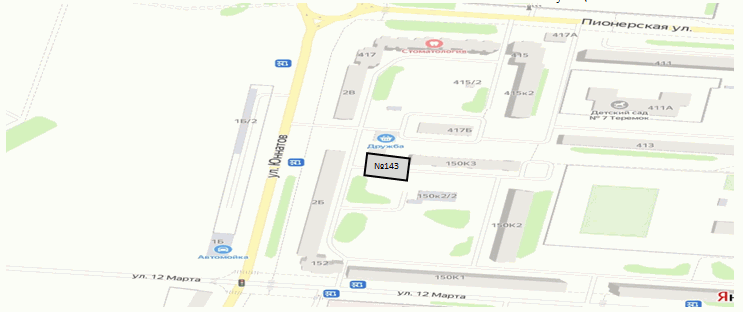 Пионерская ул.
417А
417
Стоматология
415
411
415/2
2В
415к2
411А
1Б/2
Детский сад
№ 7 Теремок
417Б
Дружба
413
ул. Юннатов
№143
150К3
150к2/2
2Б
150К2
1Б
Автомойка
152
ул. 12 Марта
150К1
ул. 12 Марта
Ян